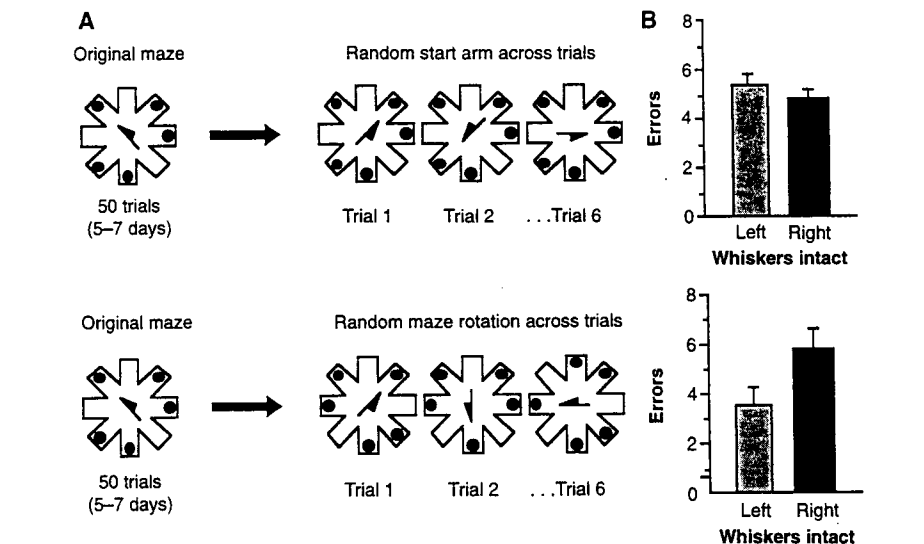 A
Original maze
Random start arm across trials
50 trials
(5–7 days)
Trial 1
Trial 2
. . .Trial 6
B
8
6
4
2
0
Errors
Left
Right
Whiskers intact
Original maze
Random maze rotation across trials
50 trials
(5–7 days)
Trial 1
Trial 2
. . .Trial 6
8
6
4
2
0
Errors
Left
Right
Whiskers intact